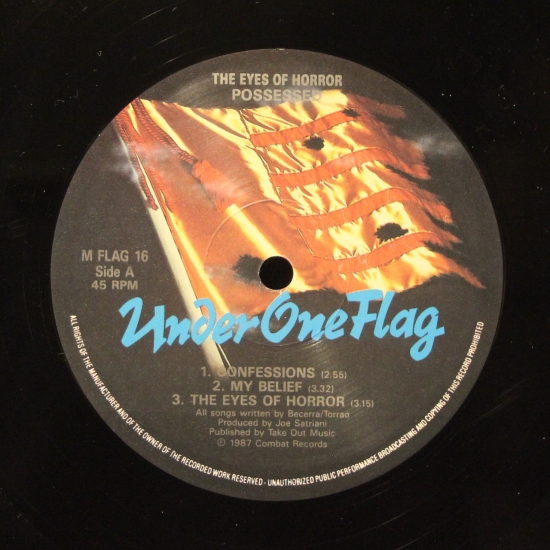 THE EYES OF HORROR
POSSESSED
M FLAG 16
Side A
45 RPM
Under One Flag
1. CONFESSIONS (2:55)
2. MY BELIEF (3.32)
3. THE EYES OF HORROR (3:15)
All songs written by Becerra/Torrao
Produced by Joe Satriani
Published by Take Out Music
℗ 1987 Combat Records
ALL RIGHTS OF THE MANUFACTURER AND OF THE OWNER OF THE RECORDED WORK RESERVED - UNAUTHORIZED PUBLIC PERFORMANCE BROADCASTING AND COPYING OF THIS RECORD PROHIBITED